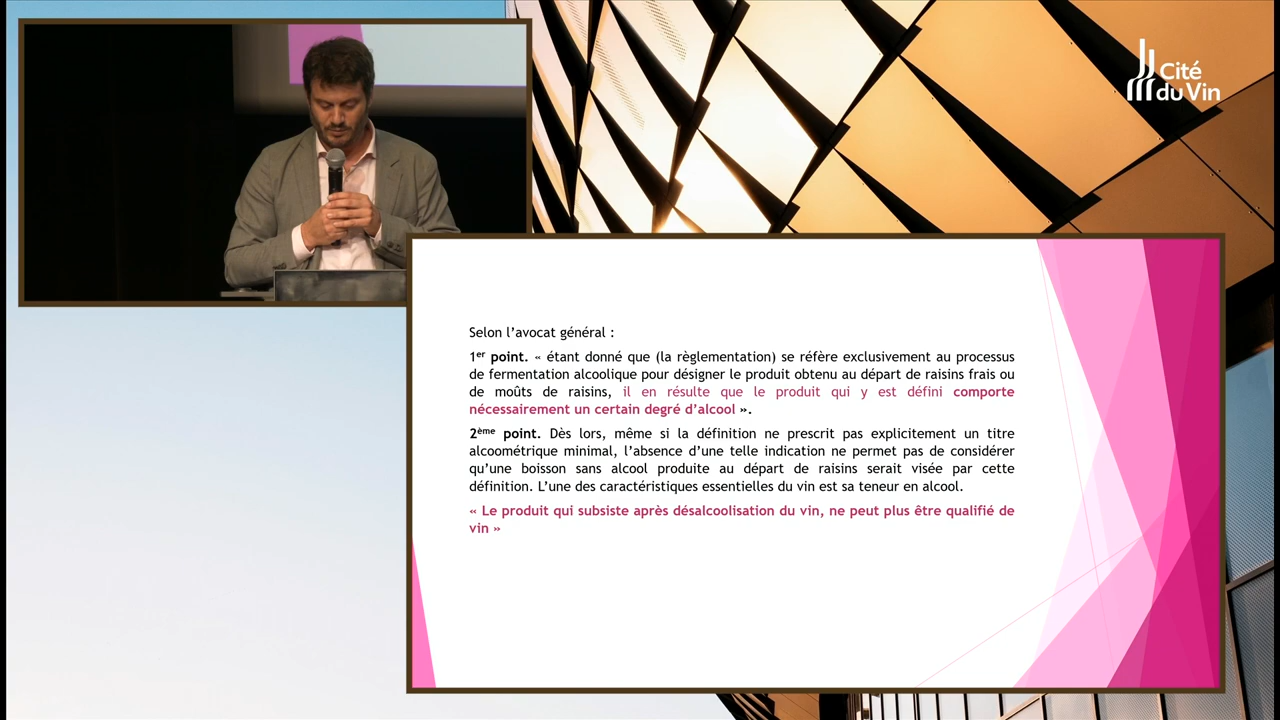 Cité
du Vin
Selon l’avocat général :
1er point. « étant donné que (la règlementation) se réfère exclusivement au processus
de fermentation alcoolique pour désigner le produit obtenu au départ de raisins frais ou
de moûts de raisins, il en résulte que le produit qui y est défini comporte
nécessairement un certain degré d’alcool ».
2ème point. Dès lors, même si la définition ne prescrit pas explicitement un titre
alcoométrique minimal, l’absence d’une telle indication ne permet pas de considérer
qu’une boisson sans alcool produite au départ de raisins serait visée par cette
définition. L’une des caractéristiques essentielles du vin est sa teneur en alcool.
« Le produit qui subsiste après désalcoolisation du vin, ne peut plus être qualifié de
vin »